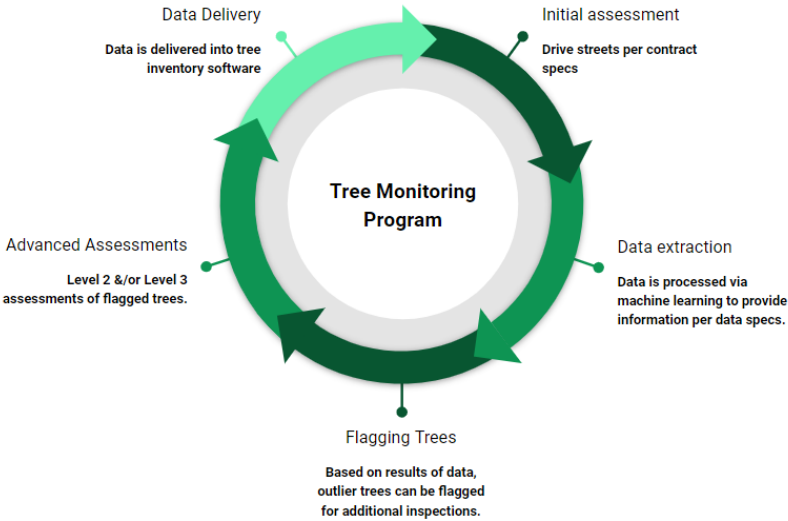 Data Delivery
Data is delivered into tree
inventory software
Initial assessment
Drive streets per contract
specs
Tree Monitoring
Program
Advanced Assessments
Level 2 &/or Level 3
assessments of flagged trees.
Data extraction
Data is processed via
machine learning to provide
information per data specs.
Flagging Trees
Based on results of data,
outlier trees can be flagged
for additional inspections.